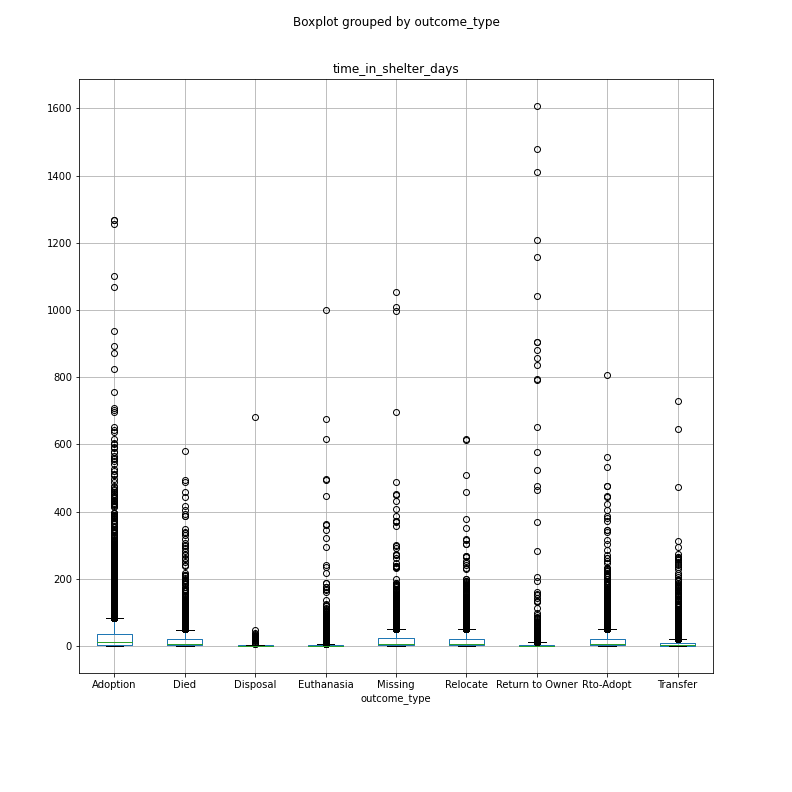 Boxplot grouped by outcome_type
time_in_shelter_days
1600
1400
1200
1000
800
600
400
200
0
Adoption Died Disposal Euthanasia Missing Relocate Return to Owner Rto-Adopt Transfer
outcome_type